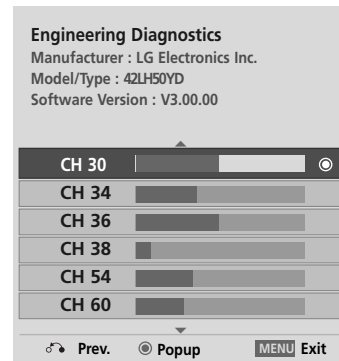 Engineering Diagnostics
Manufacturer : LG Electronics Inc.
Model/Type : 42LH50YD
Software Version : V3.00.00
CH 30
CH 34
CH 36
CH 38
CH 54
CH 60
Prev. Popup MENU Exit